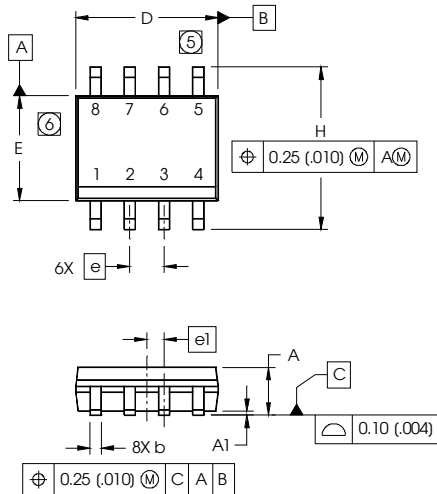 D
B
5
A
8 7 6 5
6
E
H
⌖ 0.25 (.010) Ⓜ AⓂ
1 2 3 4
6X e
e1
A
C
8X b
A1
⌓ 0.10 (.004)
⌖ 0.25 (.010) Ⓜ C A B